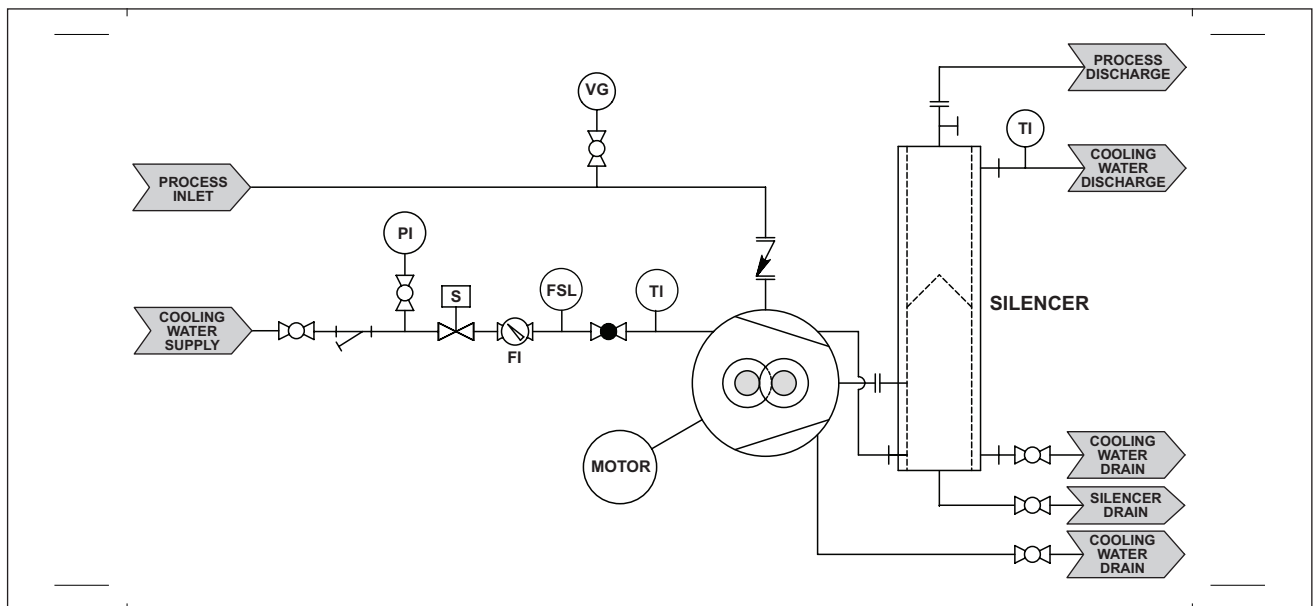 PROCESS
DISCHARGE
VG
TI
PROCESS
INLET
COOLING
WATER
DISCHARGE
PI
S
FSL
TI
SILENCER
COOLING
WATER
SUPPLY
FI
MOTOR
COOLING
WATER
DRAIN
SILENCER
DRAIN
COOLING
WATER
DRAIN